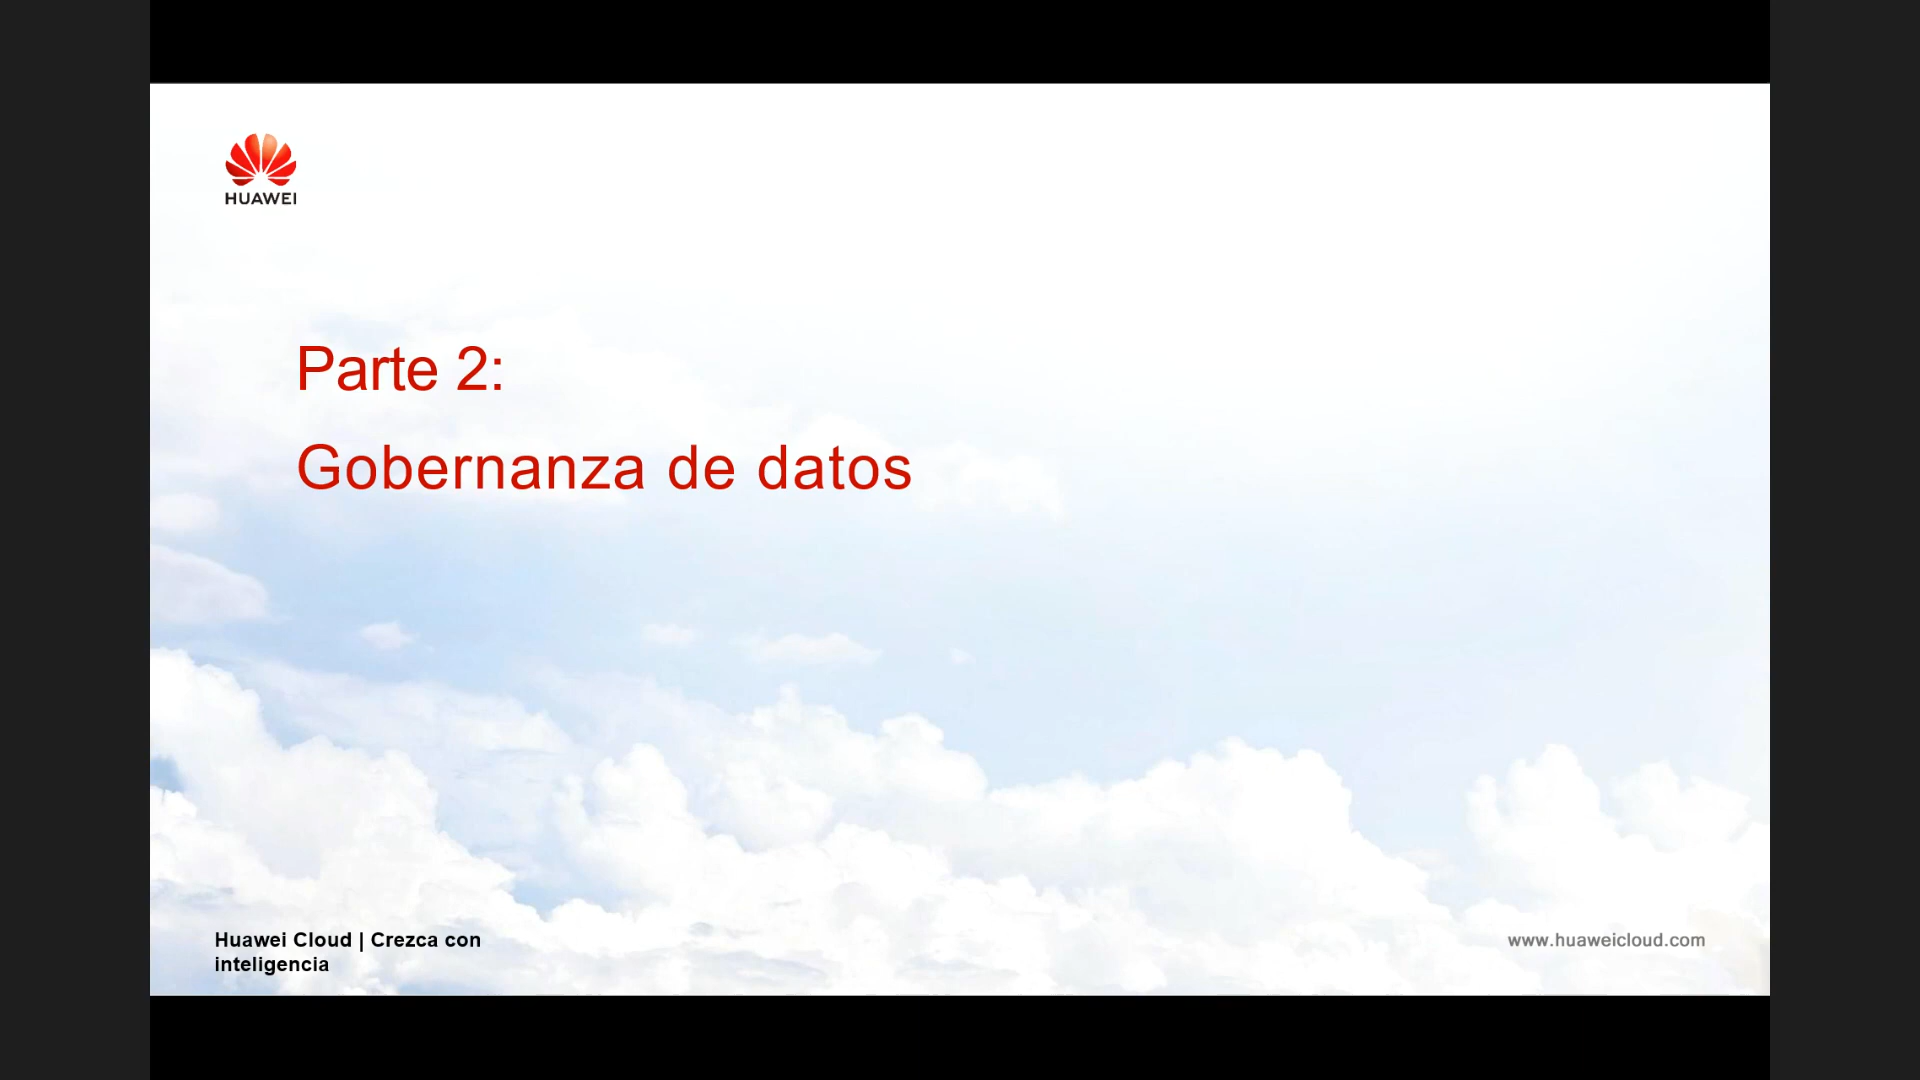 HUAWEI
Parte 2:
Gobernanza de datos
Huawei Cloud | Crezca con
inteligencia
www.huaweicloud.com